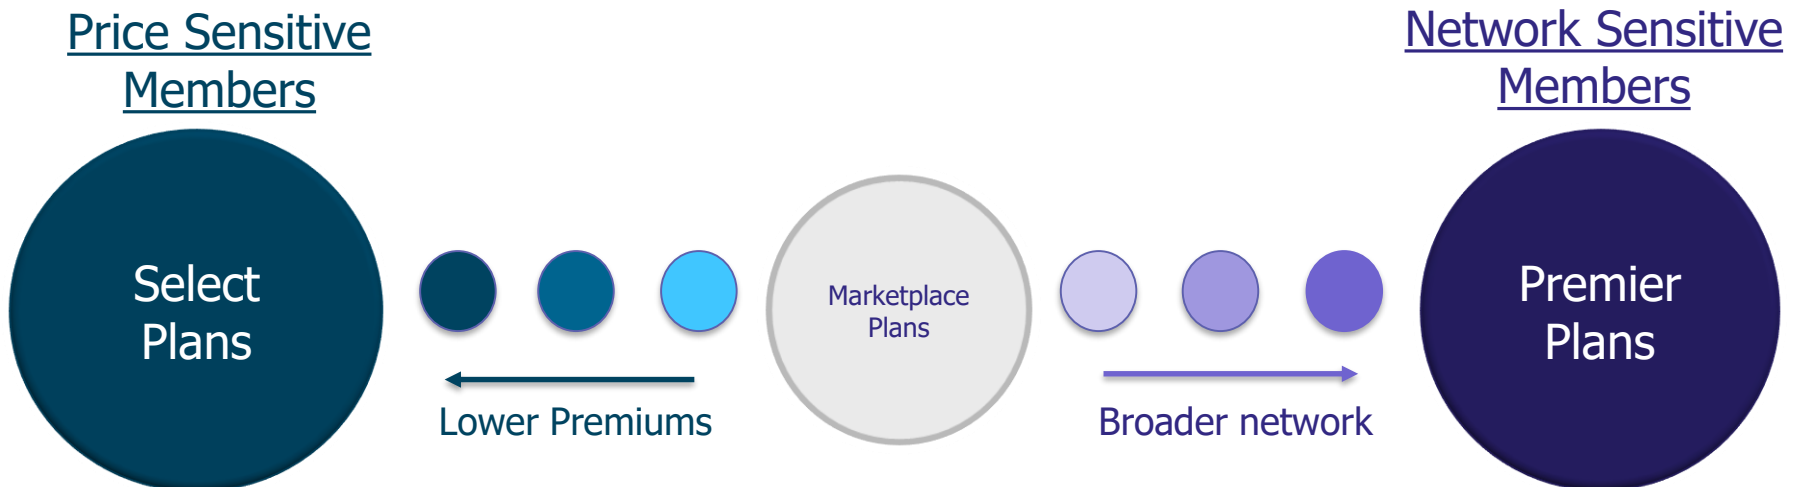 Price Sensitive
Members
Network Sensitive
Members
Select
Plans
Marketplace
Plans
Premier
Plans
Lower Premiums
Broader network